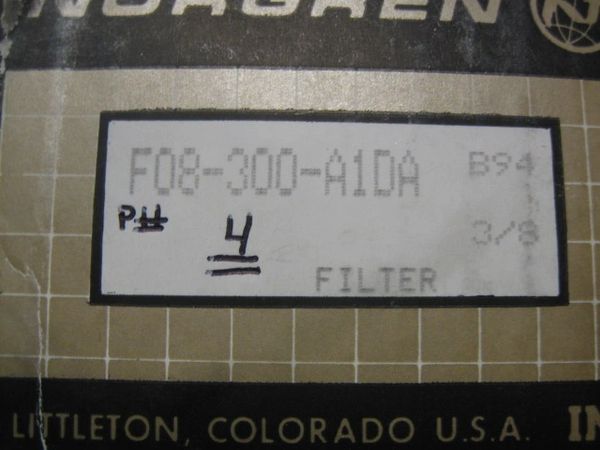 NORGREN
F08-300-A1DA B94
P# 4 3/8
FILTER
LITTLETON, COLORADO U.S.A.